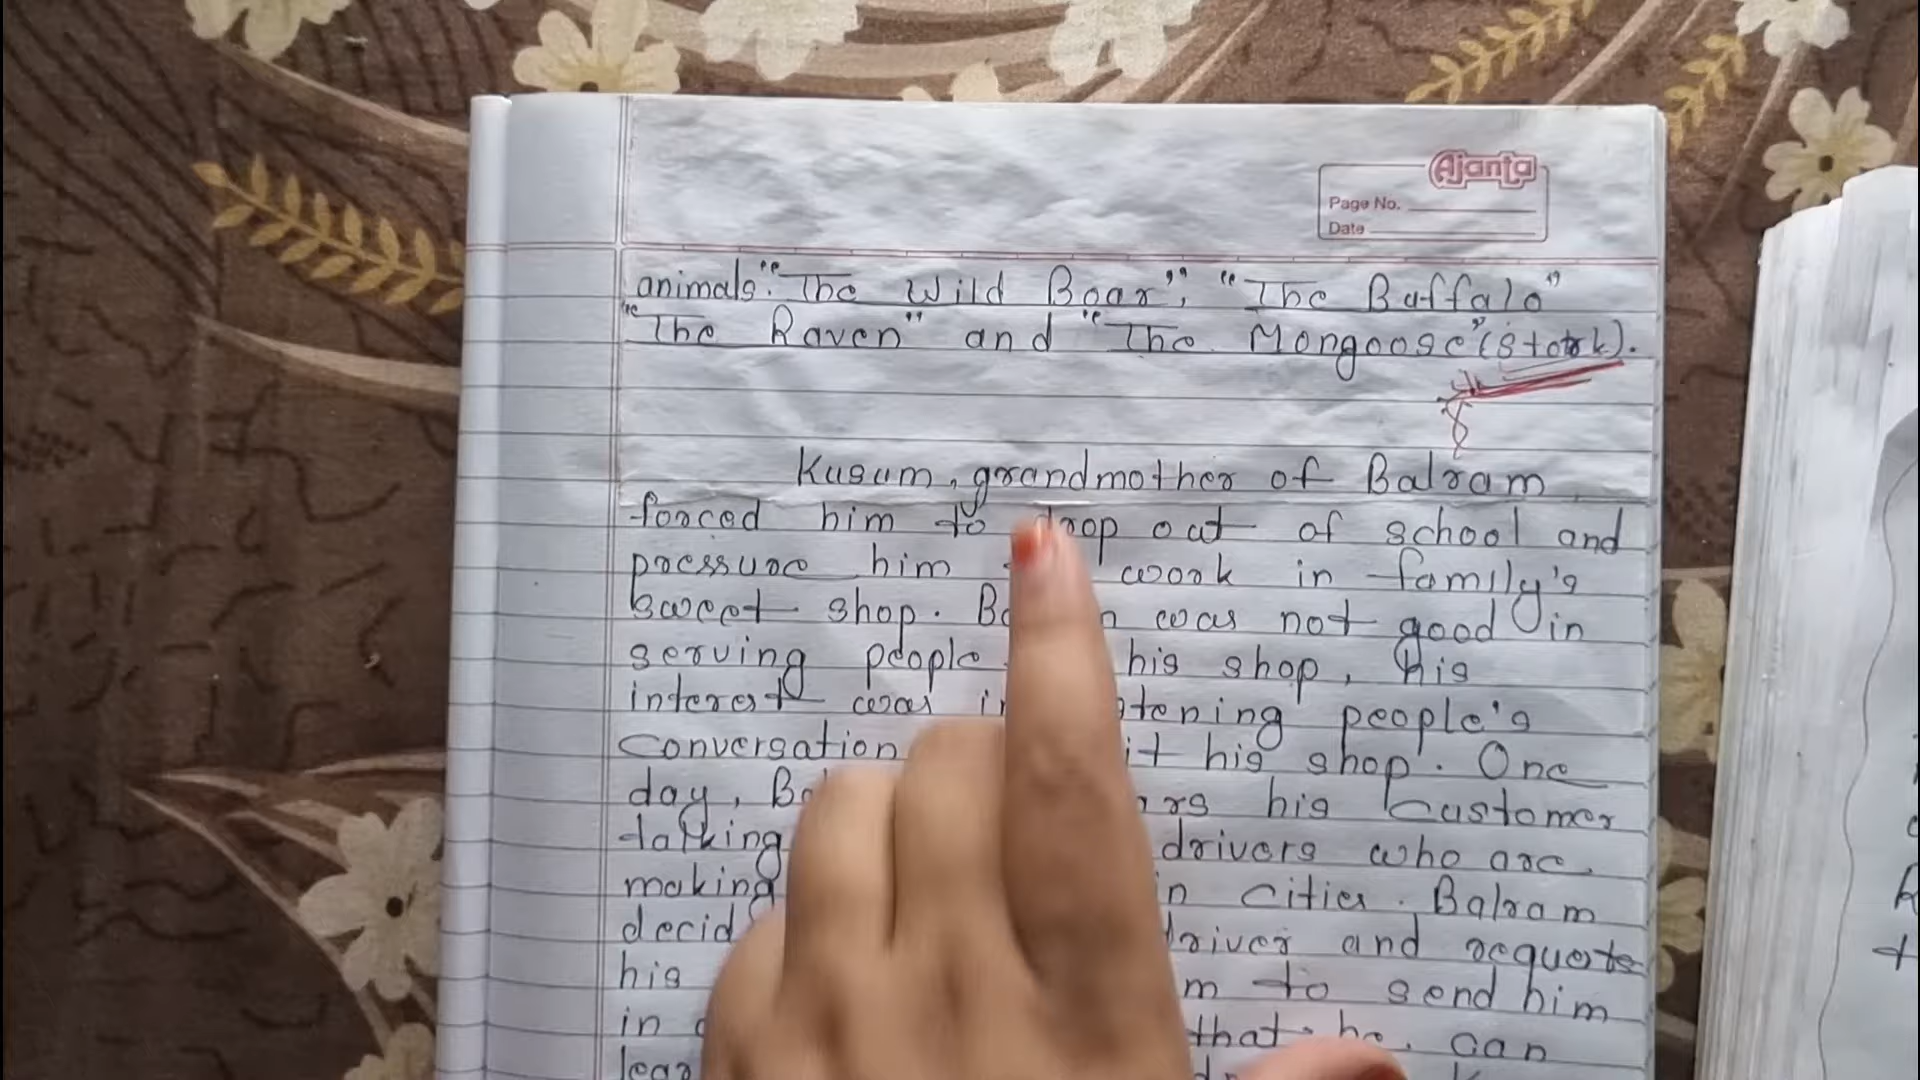 Ajanta
Page No.
Date
animals. "The Wild Boar", "The Buffalo"
"The Raven" and "The Mongoose" (Stork).
Kusum, grandmother of Balram
forced him to drop out of school and
pressure him work in family's
sweet shop. was not good in
serving people his shop, his
interest was people's
conversation his shop. One
day, his customer
talking drivers who are
making in cities. Balram
driver and requests
his to send him
in that he can